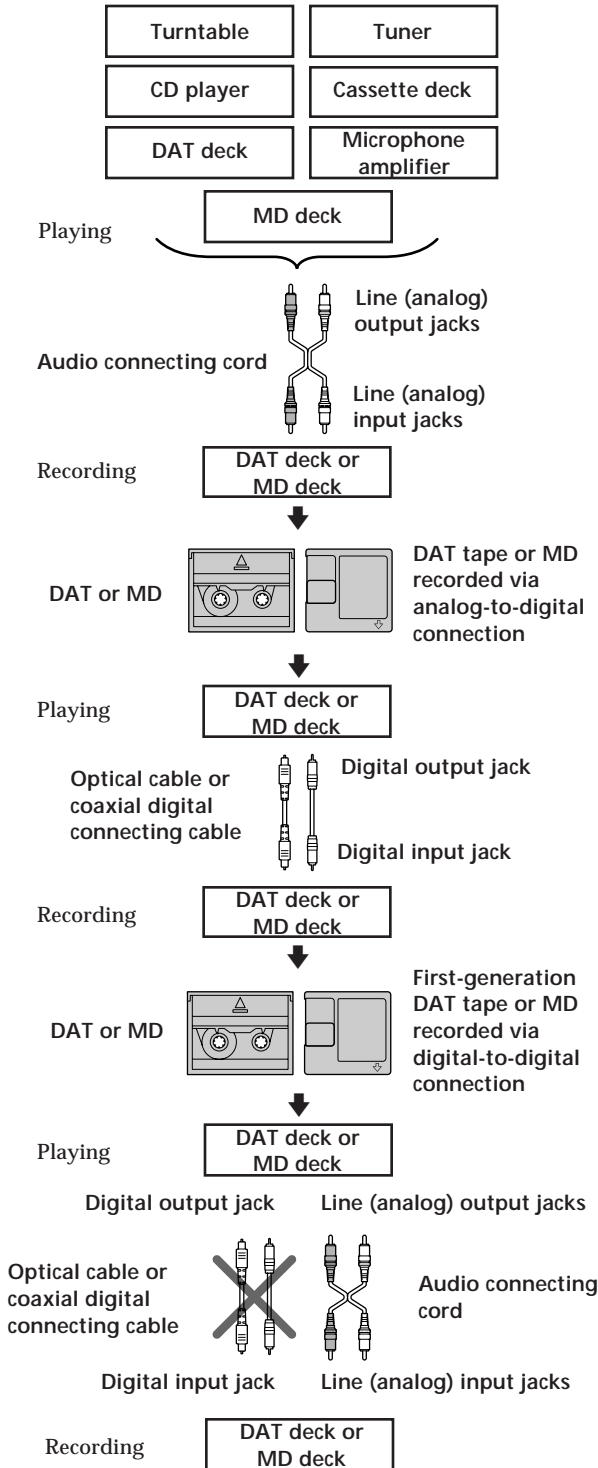 Turntable
Tuner
CD player
Cassette deck
DAT deck
Microphone
amplifier
Playing
MD deck
Line (analog)
output jacks
Audio connecting cord
Line (analog)
input jacks
Recording
DAT deck or
MD deck
DAT or MD
DAT tape or MD
recorded via
analog-to-digital
connection
Playing
DAT deck or
MD deck
Optical cable or
coaxial digital
connecting cable
Digital output jack
Digital input jack
Recording
DAT deck or
MD deck
DAT or MD
First-generation
DAT tape or MD
recorded via
digital-to-digital
connection
Playing
DAT deck or
MD deck
Digital output jack
Line (analog) output jacks
Optical cable or
coaxial digital
connecting cable
Audio connecting
cord
Digital input jack
Line (analog) input jacks
Recording
DAT deck or
MD deck